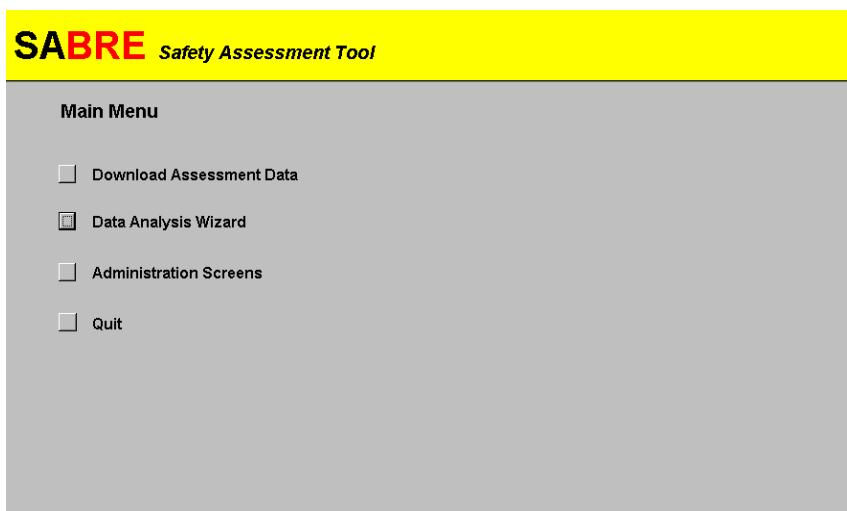 SABRE Safety Assessment Tool
Main Menu
Download Assessment Data
Data Analysis Wizard
Administration Screens
Quit